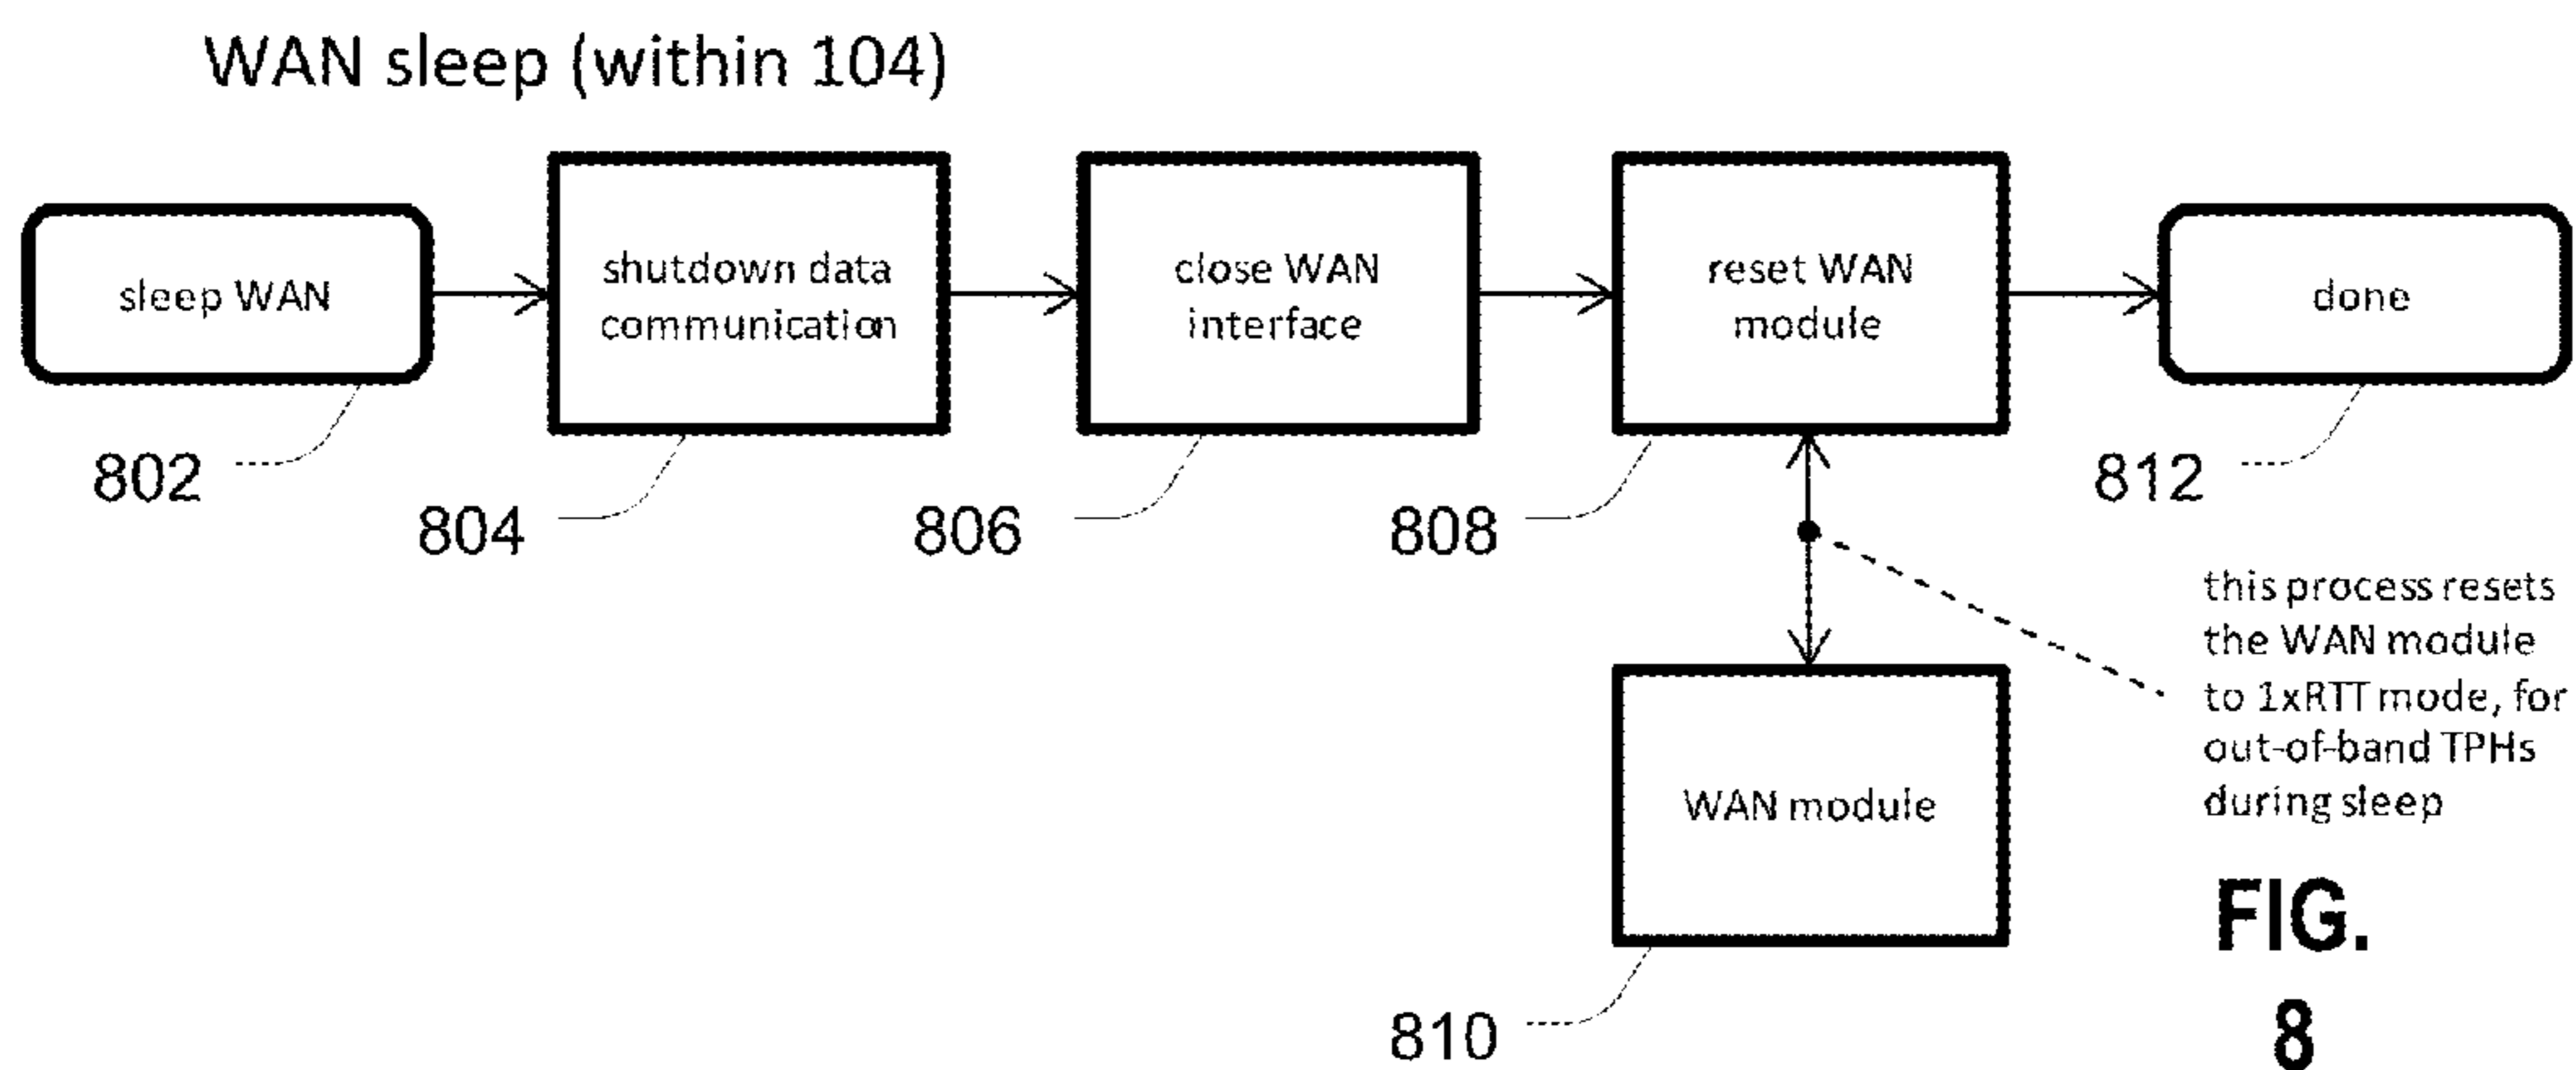 WAN sleep (within 104)
sleep WAN
shutdown data
communication
close WAN
interface
reset WAN
module
done
802
804
806
808
812
this process resets
the WAN module
to 1xRTT mode, for
out-of-band TPHs
during sleep
WAN module
810
FIG.
8